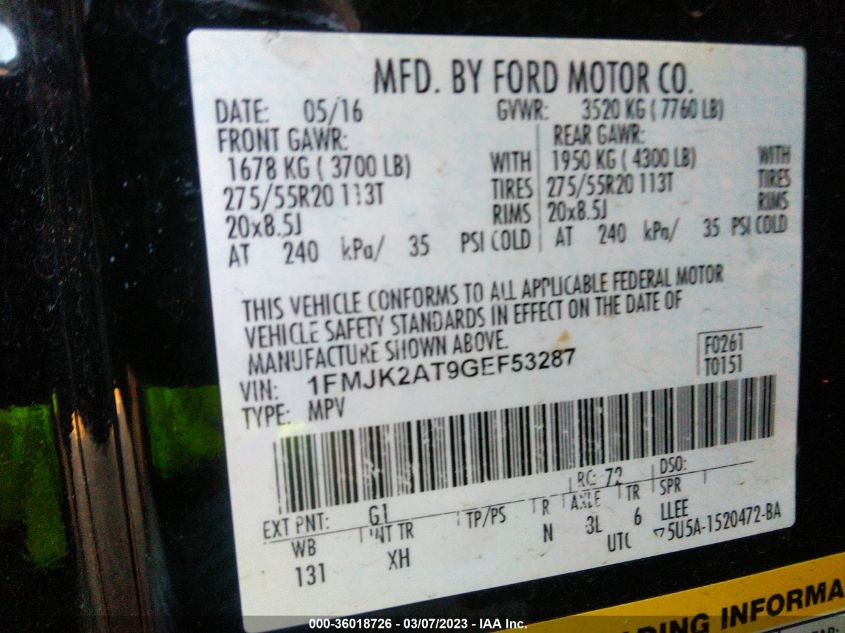 MFD. BY FORD MOTOR CO.
DATE: 05/16 GVWR: 3520 KG ( 7760 LB)
FRONT GAWR: REAR GAWR:
1678 KG ( 3700 LB) WITH 1950 KG ( 4300 LB) WITH
275/55R20 113T TIRES 275/55R20 113T TIRES
20x8.5J RIMS 20x8.5J RIMS
AT 240 kPa/ 35 PSI COLD AT 240 kPa/ 35 PSI COLD
THIS VEHICLE CONFORMS TO ALL APPLICABLE FEDERAL MOTOR
VEHICLE SAFETY STANDARDS IN EFFECT ON THE DATE OF
MANUFACTURE SHOWN ABOVE.
VIN: 1FMJK2AT9GEF53287 F0261
TYPE: MPV T0151
EXT PNT: G1 RC: 72 DSO:
WB INT TR TP/PS R AXLE TR SPR
131 XH N 3L 6 LLEE
UTC 75U5A-1520472-BA
INFORMA
000-36018726 - 03/07/2023 - IAA Inc.